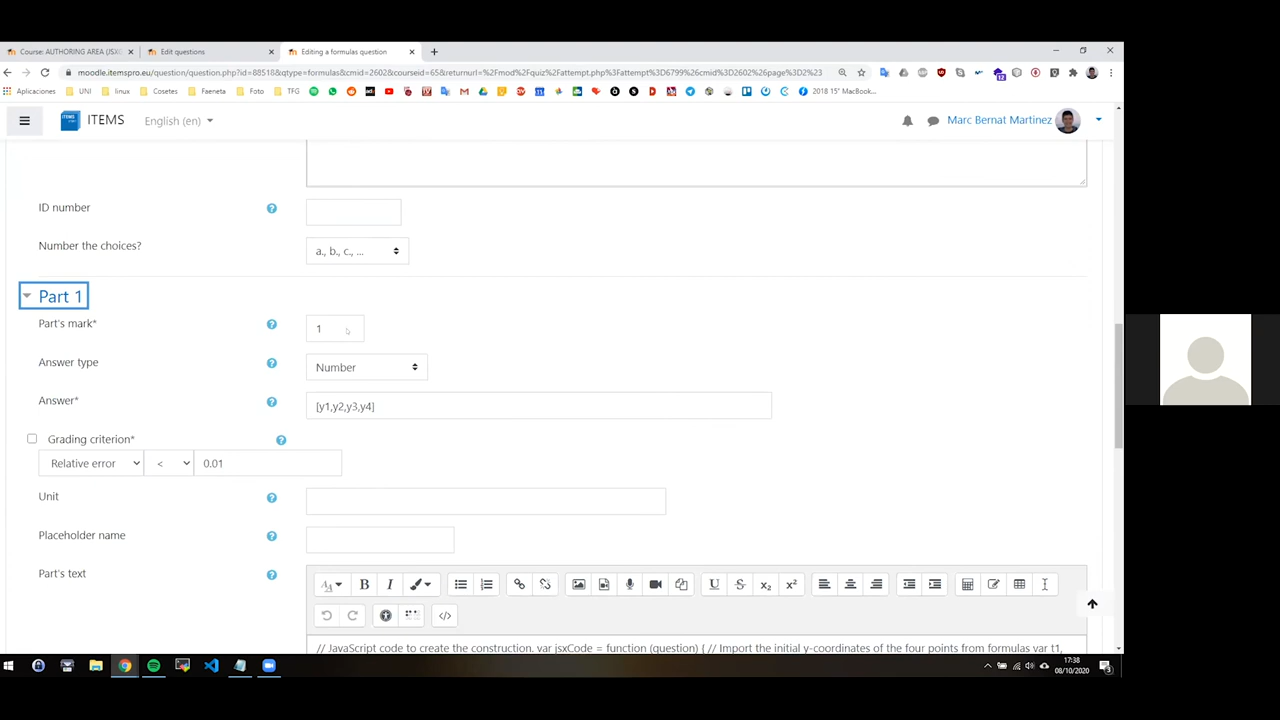 Course: AUTHORING AREA (JSXG
Edit questions
Editing a formulas question
moodle.itemspro.eu/question/question.php?id=88518&qtype=formulas&cmid=2602&courseid=65&returnurl=%2Fmod%2Fquiz%2Fattempt.php%3Fattempt%3D6799%26cmid%3D2602%26page%3D2%23
Aplicaciones
UNI
linux
Cosetes
Faeneta
Foto
TFG
2018 15" MacBook...
ITEMS
English (en)
Marc Bernat Martinez
ID number
Number the choices?
a., b., c., ...
Part 1
Part's mark*
1
Answer type
Number
Answer*
[y1,y2,y3,y4]
Grading criterion*
Relative error
<
0.01
Unit
Placeholder name
Part's text
// JavaScript code to create the construction. var jsxCode = function (question) { // Import the initial y-coordinates of the four points from formulas var t1,
17:38
08/10/2020